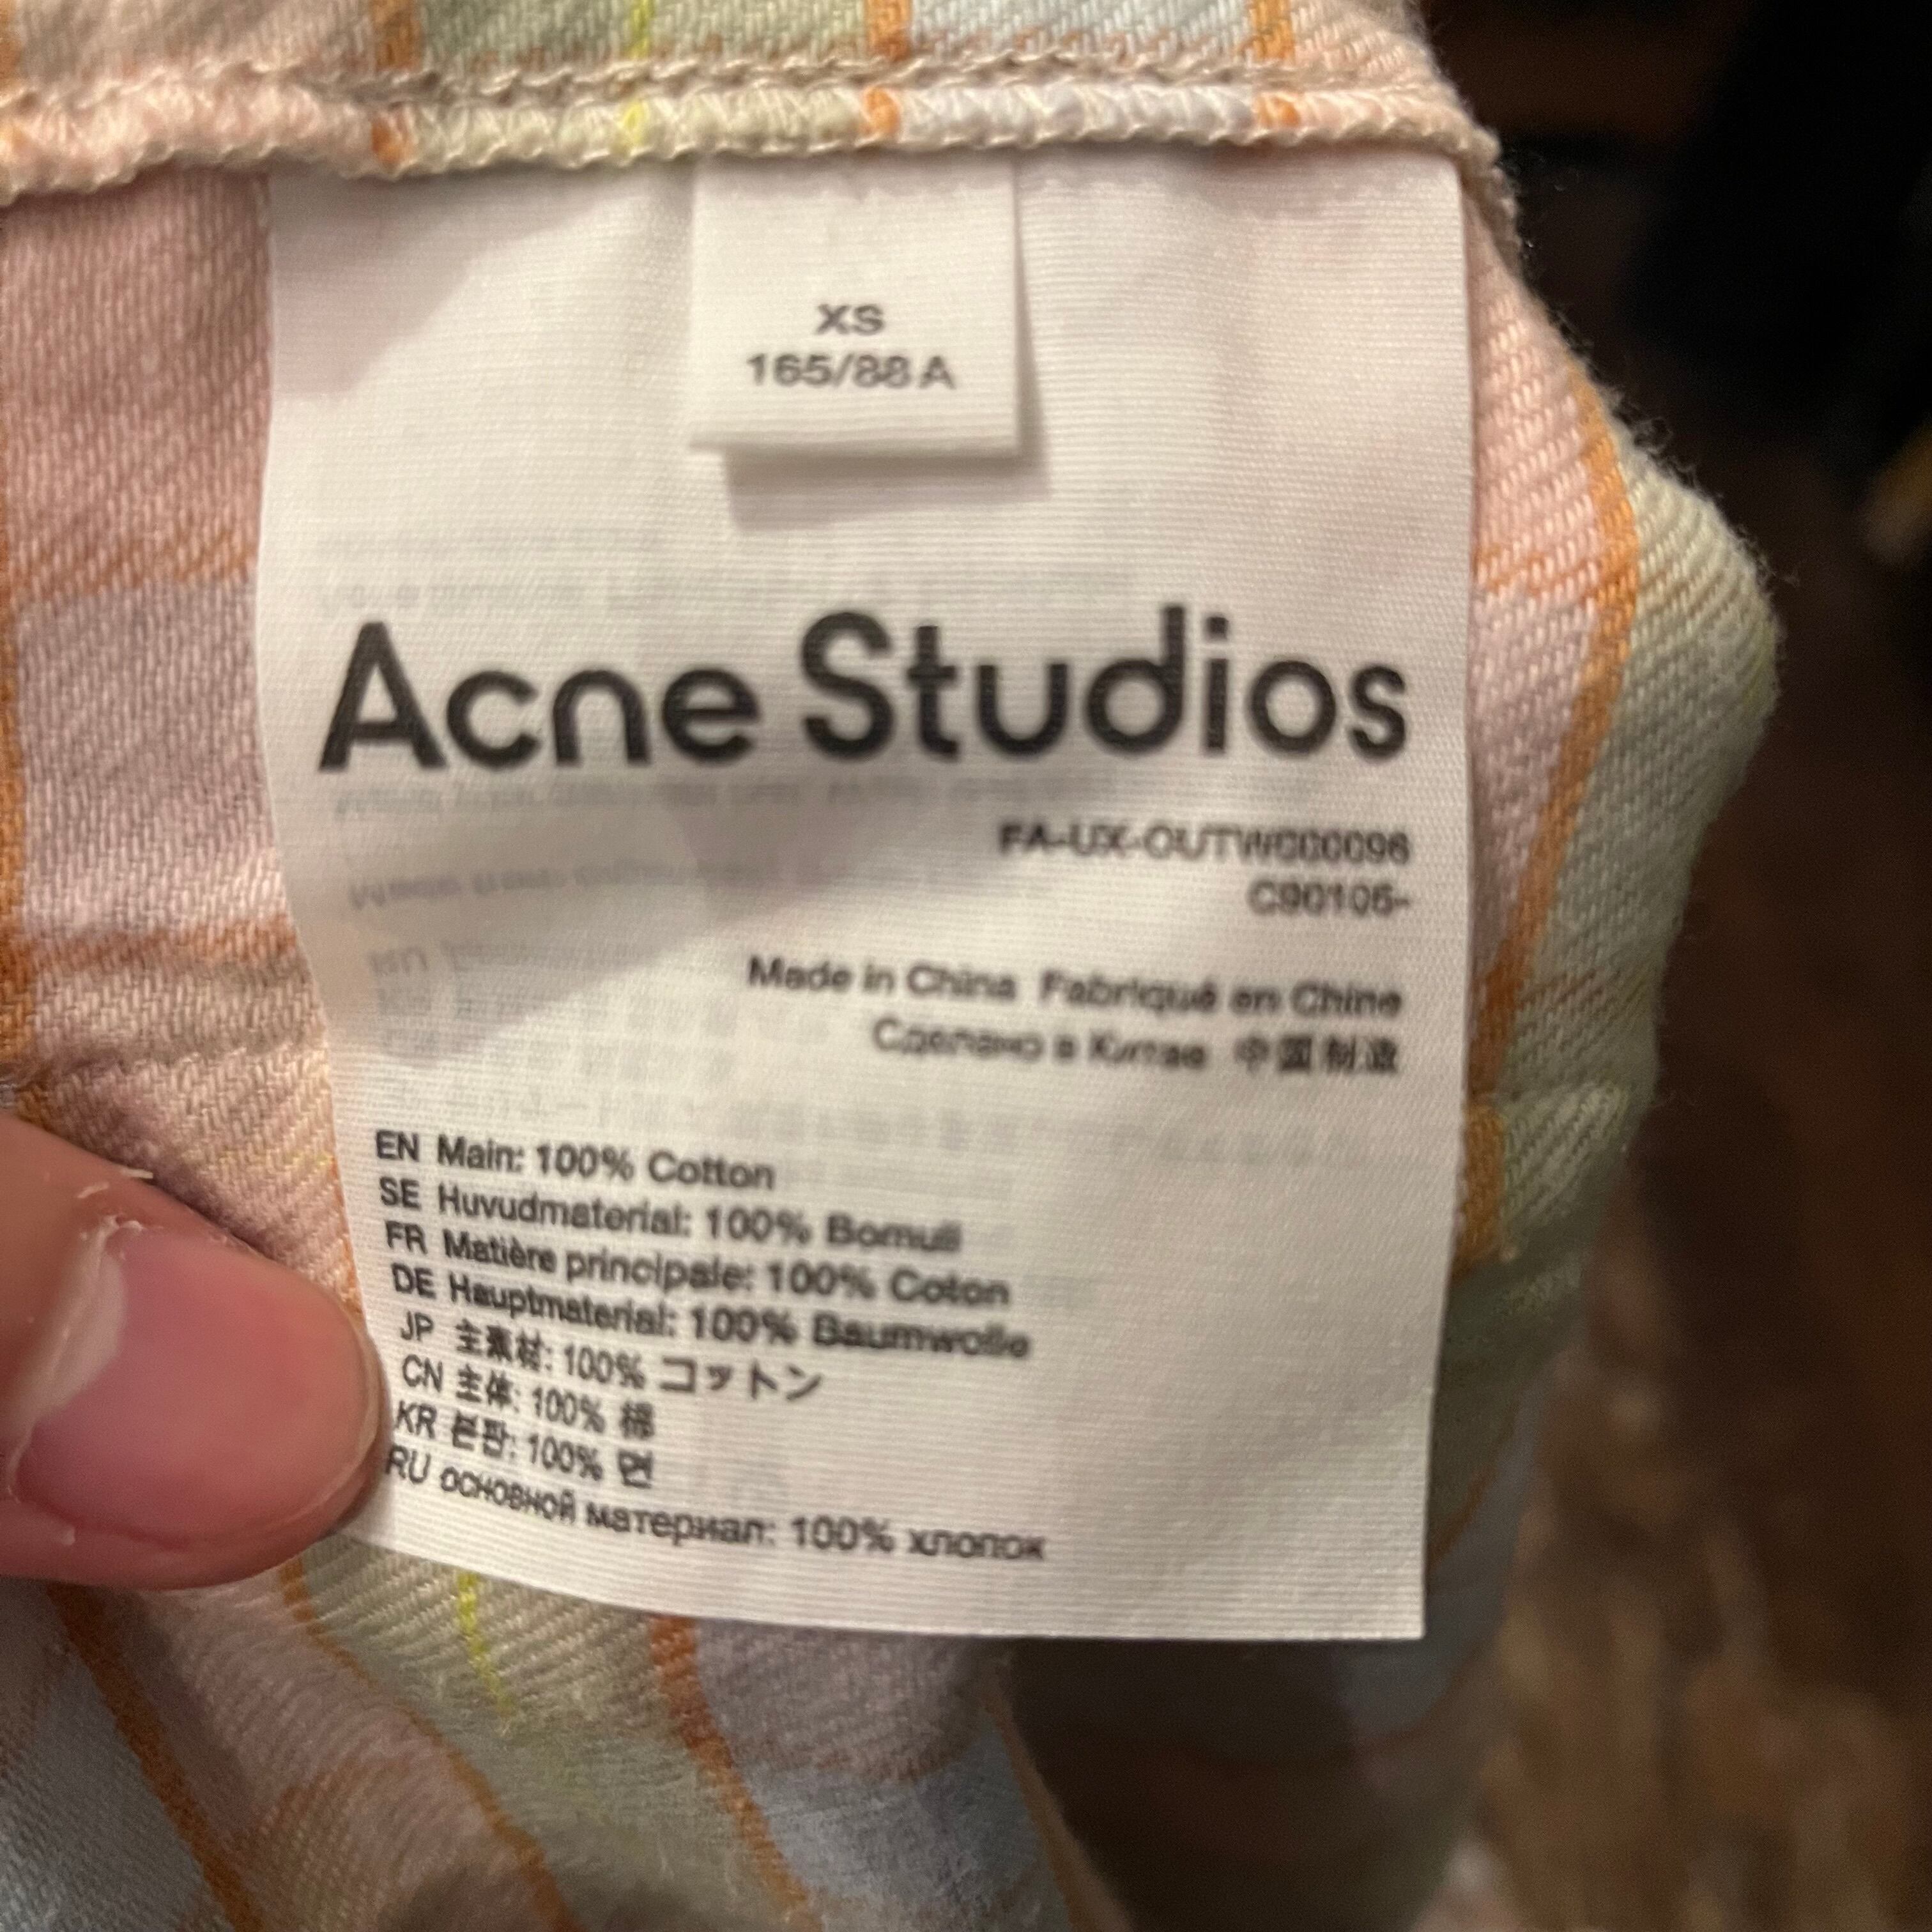 XS
165/88A
Acne Studios
FA-UX-OUTW000096
C90105-
Made in China Fabriqué en Chine
Сделано в Китае 中国制造
EN Main: 100% Cotton
SE Huvudmaterial: 100% Bomull
FR Matière principale: 100% Coton
DE Hauptmaterial: 100% Baumwolle
JP 主素材: 100% コットン
CN 主体: 100% 棉
KR 본판: 100% 면
RU основной материал: 100% хлопок